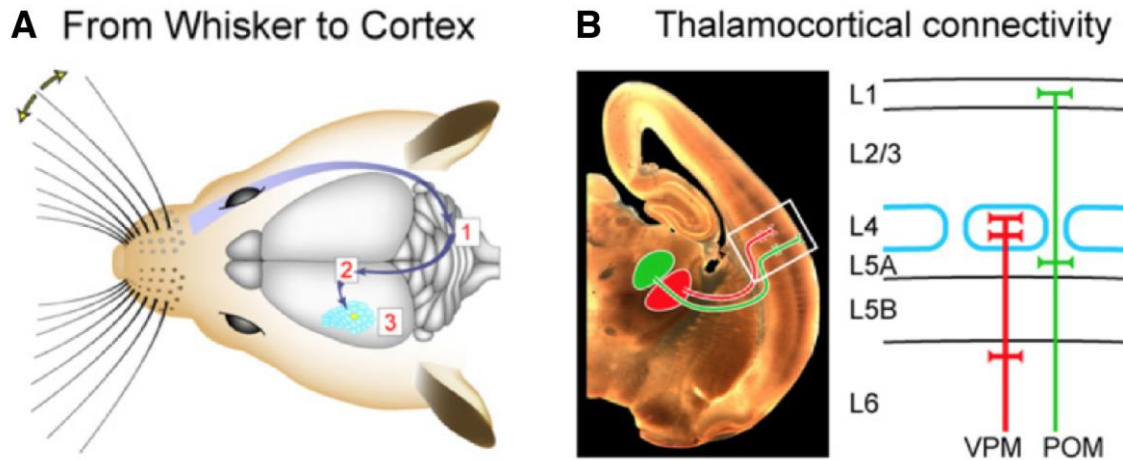 A From Whisker to Cortex
1
2
3
B Thalamocortical connectivity
L1
L2/3
L4
L5A
L5B
L6
VPM POM